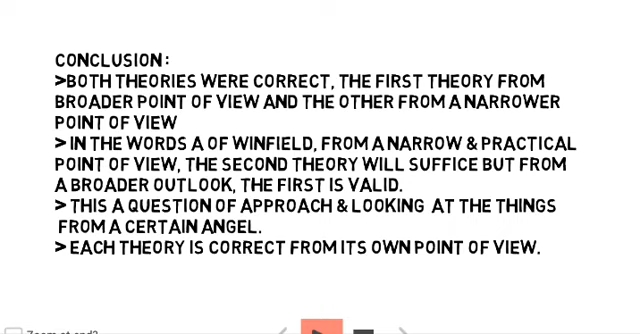 CONCLUSION:
>BOTH THEORIES WERE CORRECT, THE FIRST THEORY FROM
BROADER POINT OF VIEW AND THE OTHER FROM A NARROWER
POINT OF VIEW
> IN THE WORDS A OF WINFIELD, FROM A NARROW & PRACTICAL
POINT OF VIEW, THE SECOND THEORY WILL SUFFICE BUT FROM
A BROADER OUTLOOK, THE FIRST IS VALID.
> THIS A QUESTION OF APPROACH & LOOKING AT THE THINGS
FROM A CERTAIN ANGEL.
> EACH THEORY IS CORRECT FROM ITS OWN POINT OF VIEW.
Zoom at end?